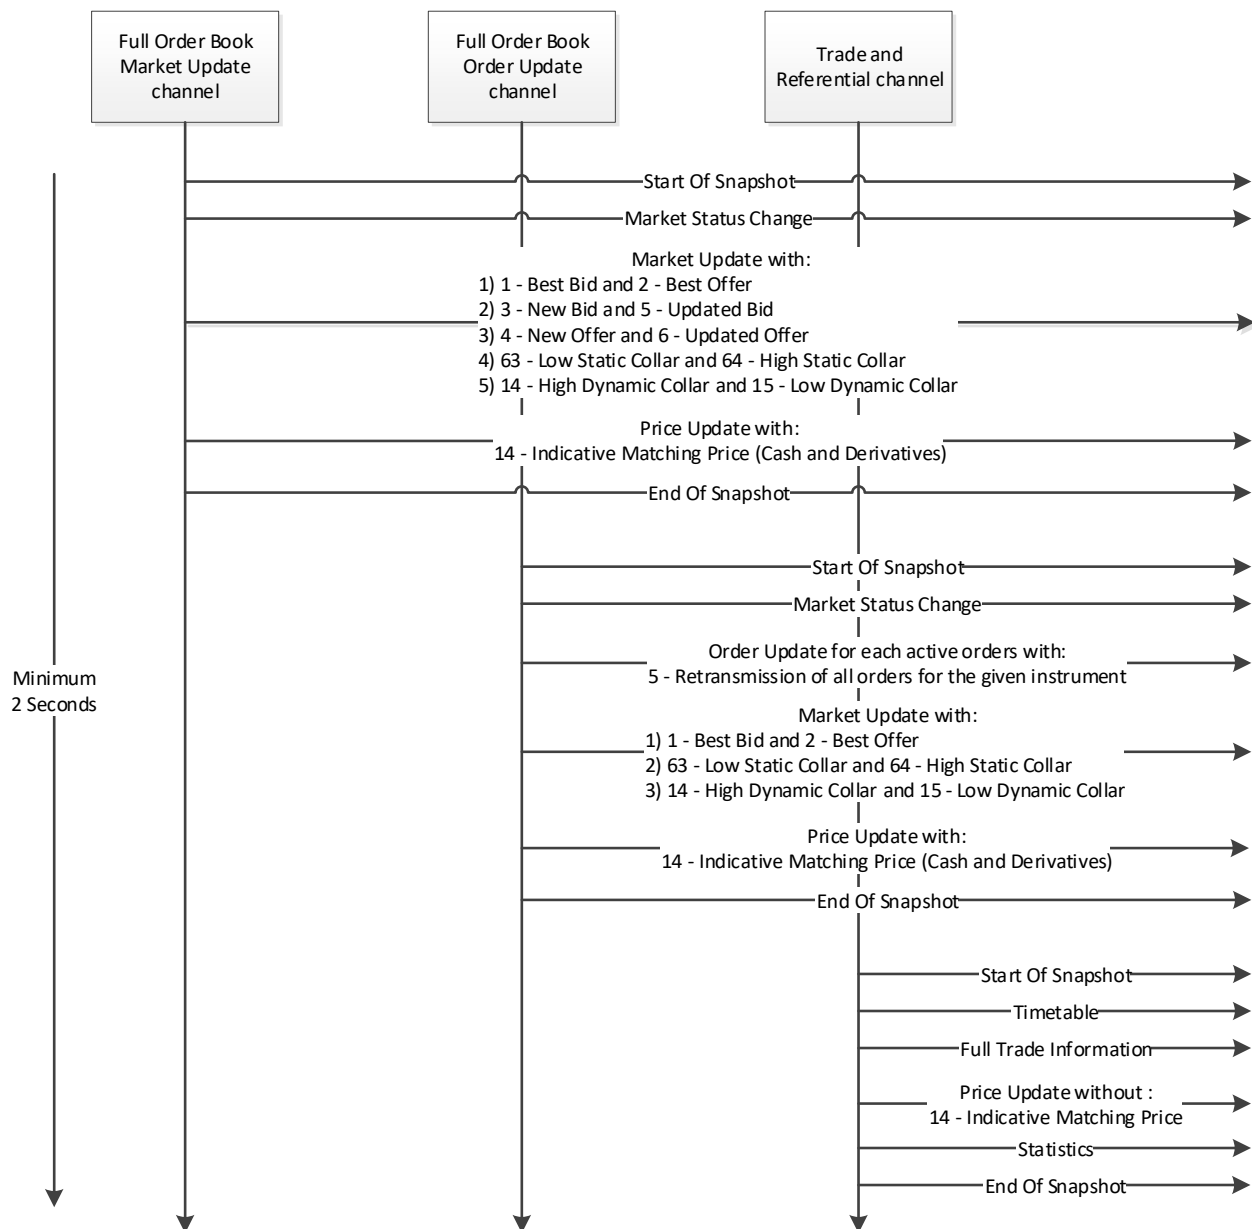 Full Order Book
Market Update
channel
Full Order Book
Order Update
channel
Trade and
Referential channel
Start Of Snapshot
Market Status Change
Market Update with:
1) 1 - Best Bid and 2 - Best Offer
2) 3 - New Bid and 5 - Updated Bid
3) 4 - New Offer and 6 - Updated Offer
4) 63 - Low Static Collar and 64 - High Static Collar
5) 14 - High Dynamic Collar and 15 - Low Dynamic Collar
Price Update with:
14 - Indicative Matching Price (Cash and Derivatives)
End Of Snapshot
Start Of Snapshot
Market Status Change
Order Update for each active orders with:
5 - Retransmission of all orders for the given instrument
Minimum
2 Seconds
Market Update with:
1) 1 - Best Bid and 2 - Best Offer
2) 63 - Low Static Collar and 64 - High Static Collar
3) 14 - High Dynamic Collar and 15 - Low Dynamic Collar
Price Update with:
14 - Indicative Matching Price (Cash and Derivatives)
End Of Snapshot
Start Of Snapshot
Timetable
Full Trade Information
Price Update without :
14 - Indicative Matching Price
Statistics
End Of Snapshot